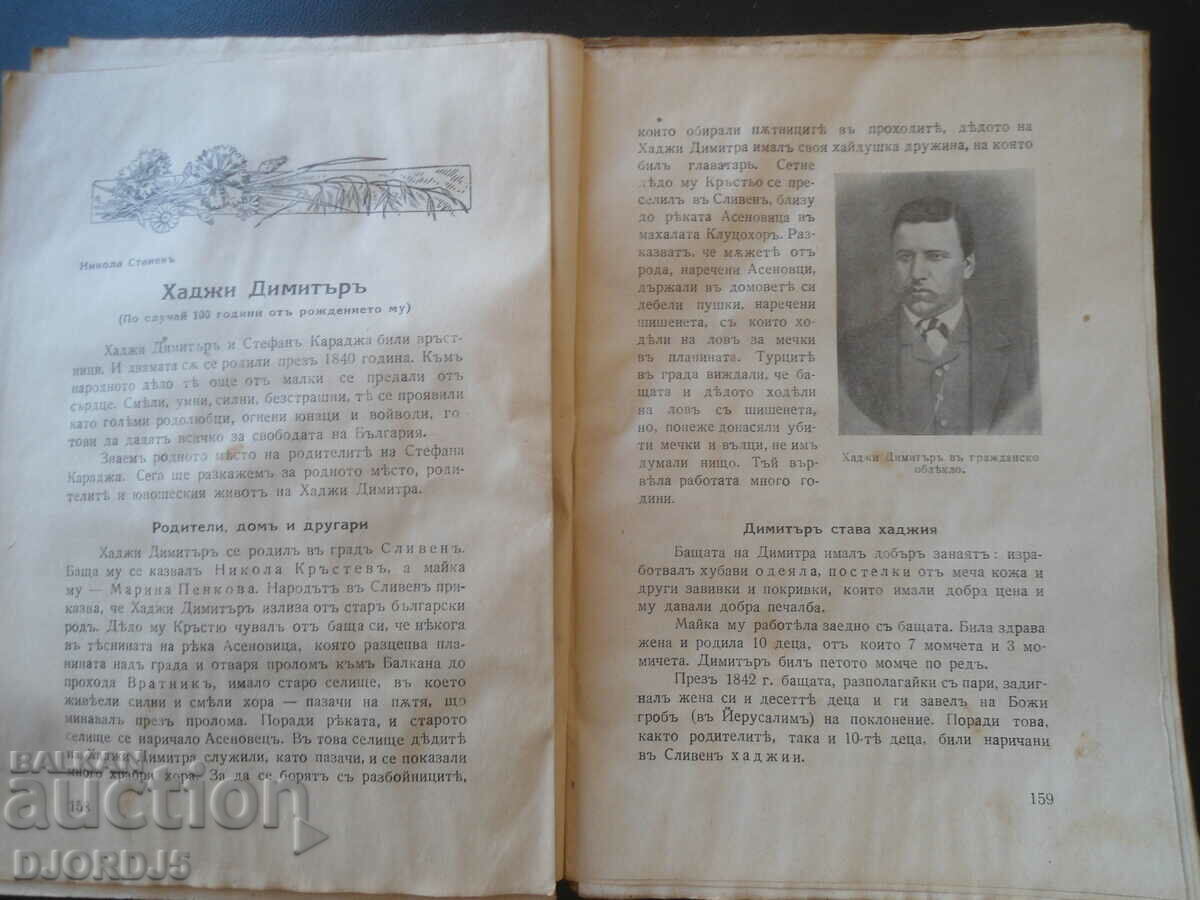 Никола Станевъ
Хаджи Димитъръ
(По случай 100 години отъ рождението му)
Хаджи Димитъръ и Стефанъ Караджа били връст-
ници. И двамата сѫ се родили презъ 1840 година. Къмъ
народното дѣло тѣ още отъ малки се предали отъ
сърдце. Смѣли, умни, силни, безстрашни, тѣ се проявили
като голѣми родолюбци, огнени юнаци и войводи, го-
тови да дадатъ всичко за свободата на България.
Знаемъ родното мѣсто на родителитѣ на Стефана
Караджа. Сега ще разкажемъ за родното мѣсто, роди-
телитѣ и ювошеския животъ на Хаджи Димитра.
Родители, домъ и другари
Хаджи Димитъръ се родилъ въ градъ Сливенъ.
Баща му се казвалъ Никола Кръстевъ, а майка
му — Марина Пенкова. Народътъ въ Сливенъ при-
казва, че Хаджи Димитъръ излиза отъ старъ български
родъ. Дѣдо му Кръстю чувалъ отъ баща си, че нѣкога
въ тѣснината на рѣка Асеновица, която разцепва пла-
нината надъ града и отваря проломъ къмъ Балкана до
прохода Вратникъ, имало старо селище, въ което
живѣели силни и смѣли хора — пазачи на пѫтя, що
минавалъ презъ пролома. Поради рѣката, и старото
селище се наричало Асеновецъ. Въ това селище дѣдитѣ
на Хаджи Димитра служили, като пазачи, и се показали
много храбри хора. За да се борятъ съ разбойницитѣ,
158
които обирали пѫтницитѣ въ проходитѣ, дѣдото на
Хаджи Димитра ималъ своя хайдушка дружина, на която
билъ главатарь. Сетне
дѣдо му Кръстьо се пре-
селилъ въ Сливенъ, близу
до рѣката Асеновица въ
махалата Клуцохоръ. Раз-
казватъ, че мѫжетѣ отъ
рода, наречени Асеновци,
държали въ домоветѣ си
дебели пушки, наречени
шишенета, съ които хо-
дѣли на ловъ за мечки
въ планината. Турцитѣ
въ града виждали, че ба-
щата и дѣдото ходѣли
на ловъ съ шишенета,
но, понеже донасяли уби-
ти мечки и вълци, не имъ
думали нищо. Тъй вър-
вѣла работата много го-
дини.
Хаджи Димитъръ въ гражданско
облѣкло.
Димитъръ става хаджия
Бащата на Димитра ималъ добъръ занаятъ: изра-
ботвалъ хубави одеяла, постелки отъ меча кожа и
други завивки и покривки, които имали добра цена и
му давали добра печалба.
Майка му работѣла заедно съ бащата. Била здрава
жена и родила 10 деца, отъ които 7 момчета и 3 мо-
мичета. Димитъръ билъ петото момче по редъ.
Презъ 1842 г. бащата, разполагайки съ пари, задиг-
налъ жена си и десеттѣ деца и ги завелъ на Божи
гробъ (въ Йерусалимъ) на поклонение. Поради това,
както родителитѣ, така и 10-тѣ деца, били наричани
въ Сливенъ хаджии.
159
BALKAN
auction
DJORDJ5